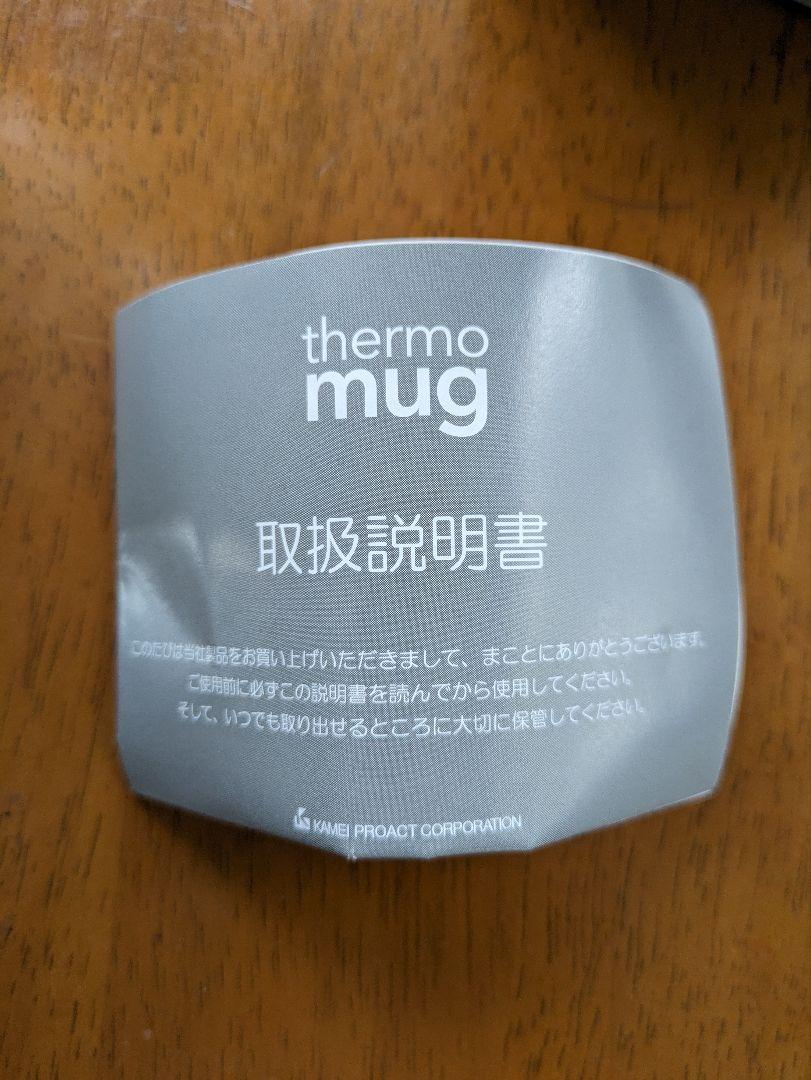 thermo
mug
取扱説明書
このたびは当社製品をお買い上げいただきまして、まことにありがとうございます。
ご使用前に必ずこの説明書を読んでから使用してください。
そして、いつでも取り出せるところに大切に保管してください。
KAMEI PROACT CORPORATION